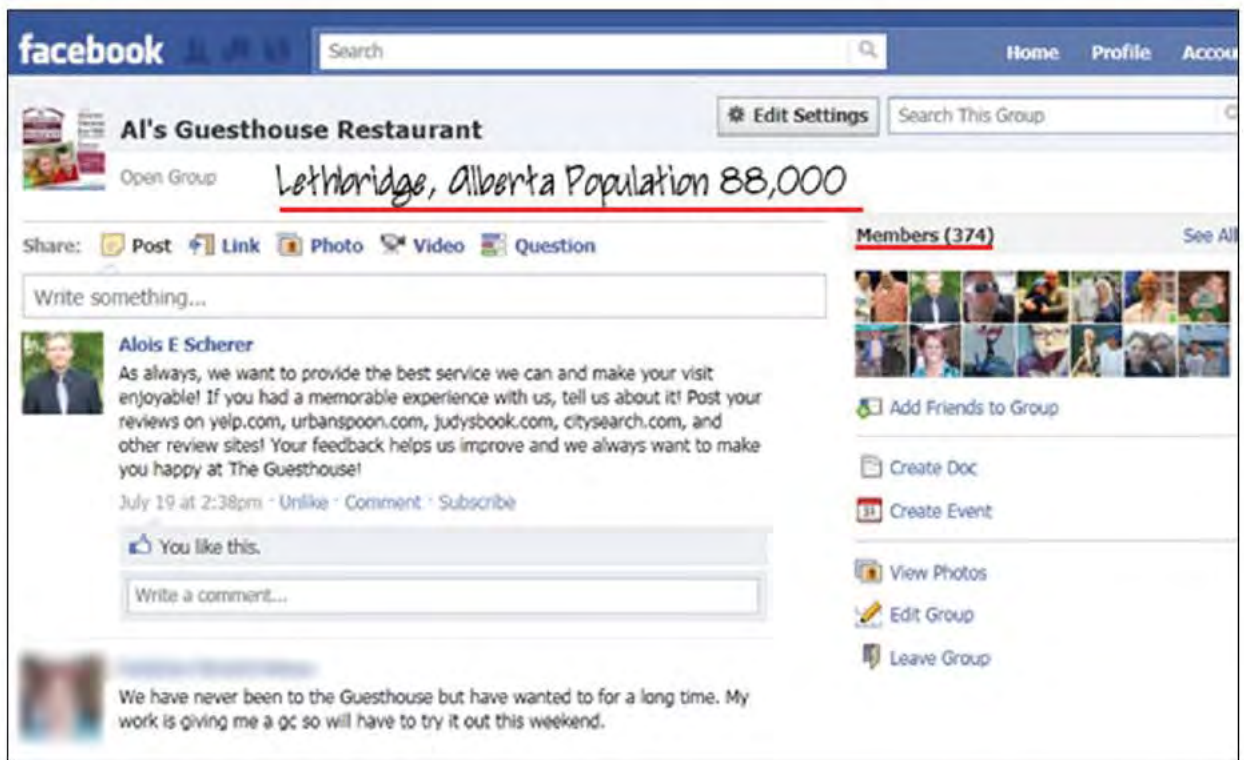 facebook
Search
Home Profile Accou
Al's Guesthouse Restaurant
Edit Settings
Search This Group
Open Group
Lethbridge, Alberta Population 88,000
Share: Post Link Photo Video Question
Members (374)
See All
Write something...
Alois E Scherer
As always, we want to provide the best service we can and make your visit
enjoyable! If you had a memorable experience with us, tell us about it! Post your
reviews on yelp.com, urbanspoon.com, judysbook.com, citysearch.com, and
other review sites! Your feedback helps us improve and we always want to make
you happy at The Guesthouse!
July 19 at 2:38pm · Unlike · Comment · Subscribe
You like this.
Write a comment...
Add Friends to Group
Create Doc
31
Create Event
View Photos
Edit Group
Leave Group
We have never been to the Guesthouse but have wanted to for a long time. My
work is giving me a gc so will have to try it out this weekend.